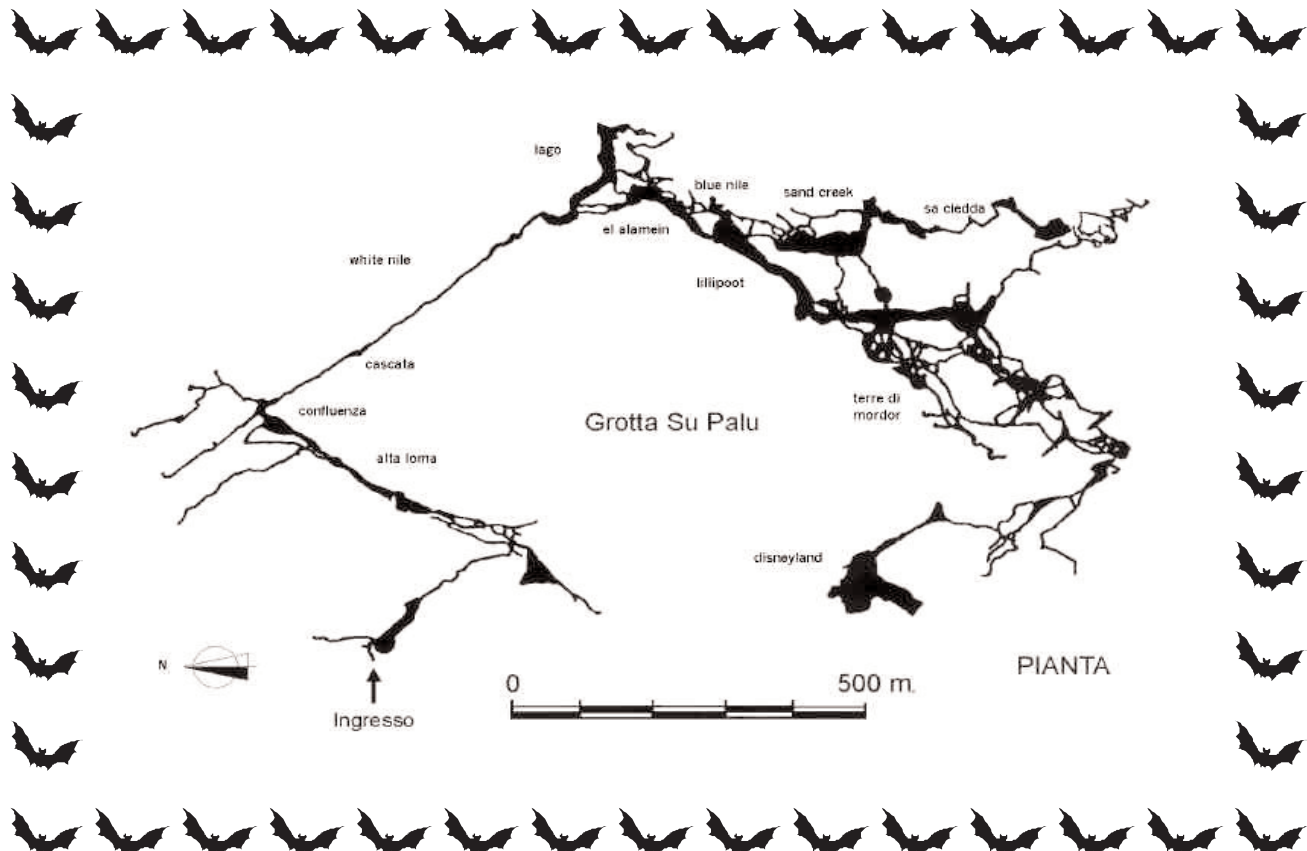 lago
blue nile
sand creek
sa ciedda
el alamein
white nile
lillipoot
cascata
confluenza
terre di
mordor
Grotta Su Palu
alta loma
disneyland
N
PIANTA
0 500 m.
Ingresso